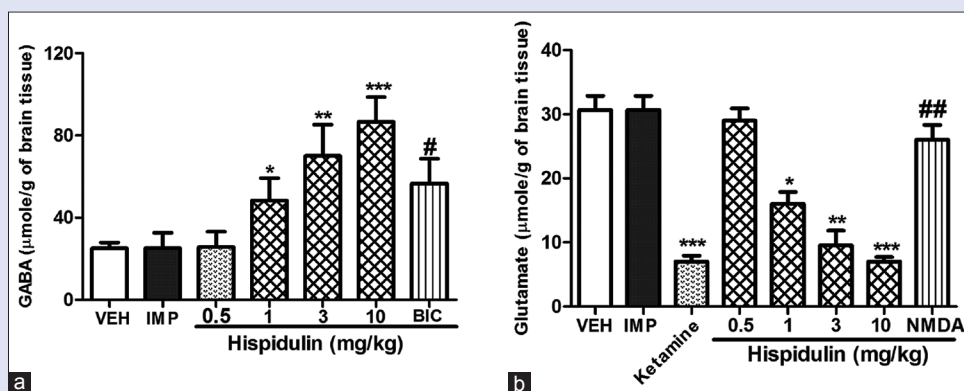 GABA (μmole/g of brain tissue)
120
80
40
0
*
**
***
#
VEH IMP 0.5 1 3 10 BIC
Hispidulin (mg/kg)
a
Glutamate (μmole/g of brain tissue)
40
30
20
10
0
***
*
**
***
##
VEH IMP Ketamine 0.5 1 3 10 NMDA
Hispidulin (mg/kg)
b